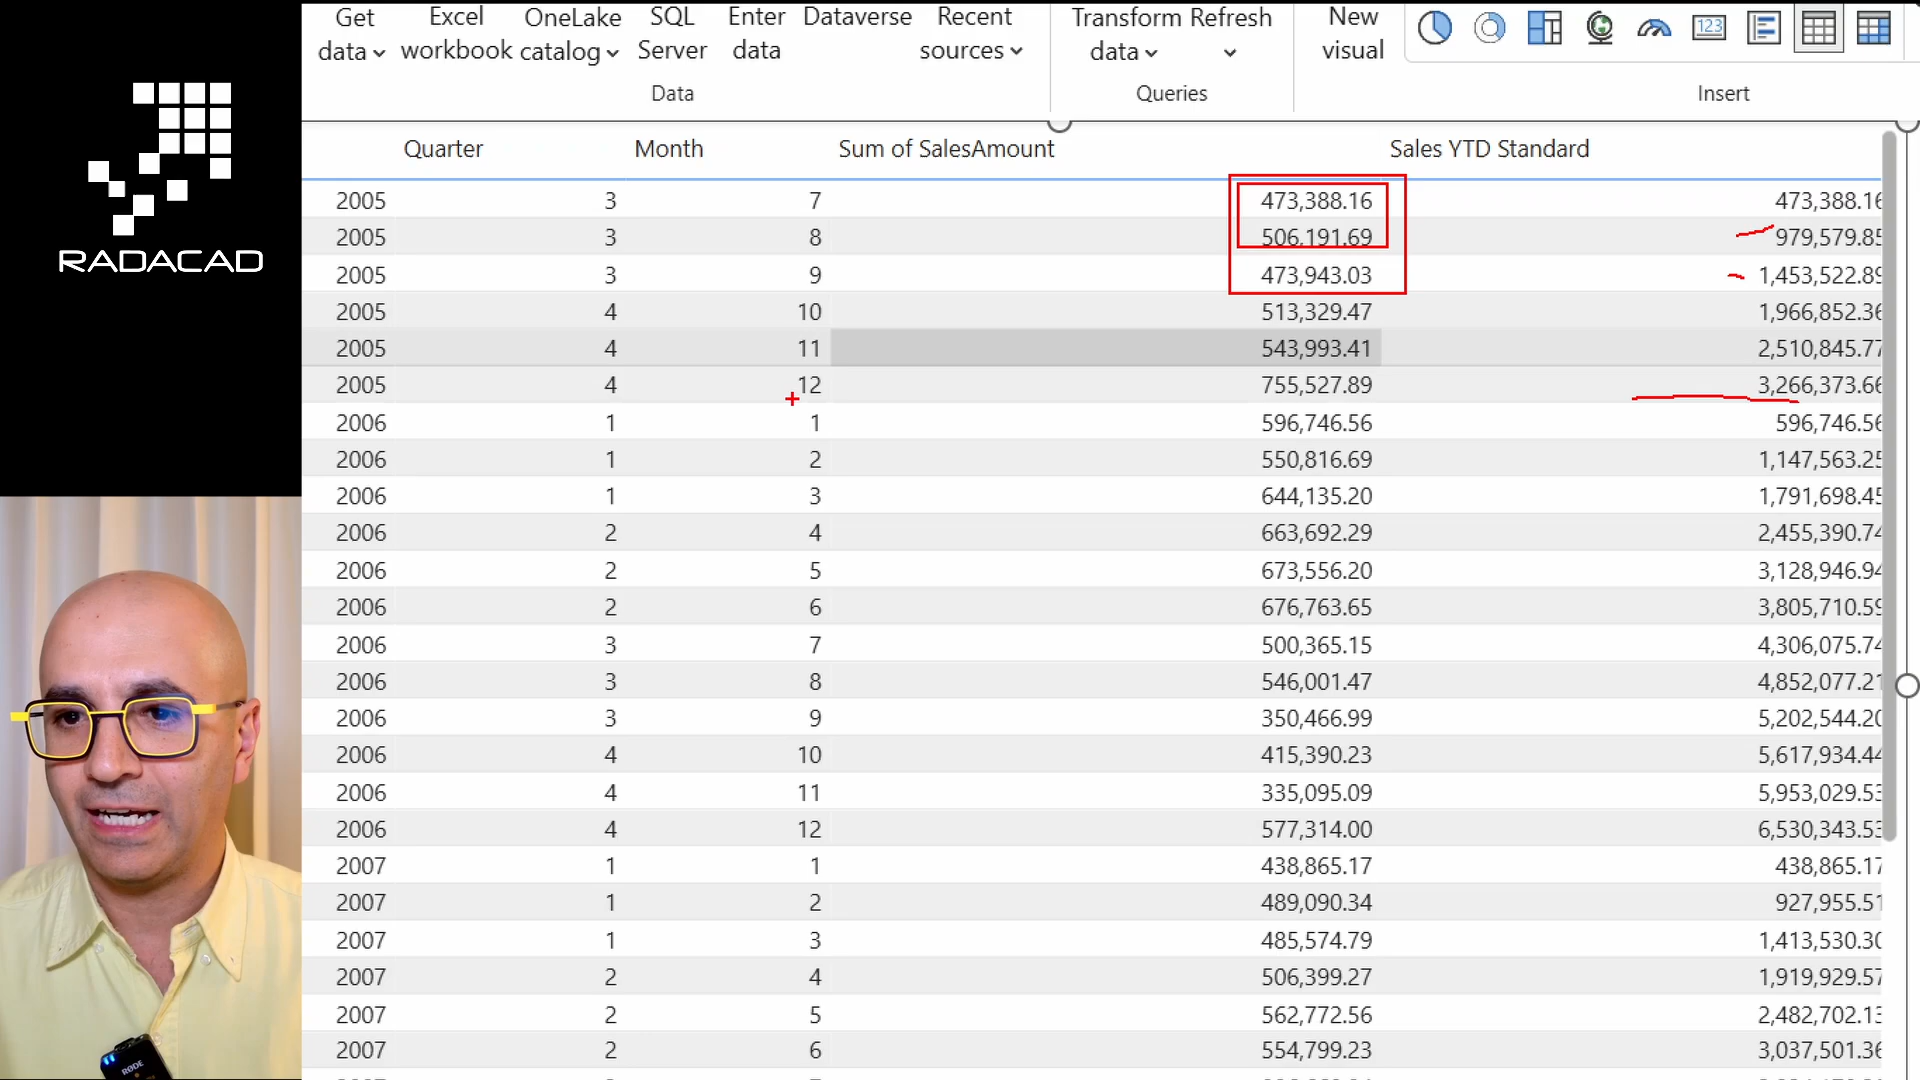 Get data
Excel workbook
OneLake catalog
SQL Server
Enter data
Dataverse
Recent sources
Transform data
Refresh
New visual
123
Data
Queries
Insert
RADACAD
Quarter Month Sum of SalesAmount Sales YTD Standard
2005 3 7 473,388.16 473,388.16
2005 3 8 506,191.69 979,579.85
2005 3 9 473,943.03 1,453,522.89
2005 4 10 513,329.47 1,966,852.36
2005 4 11 543,993.41 2,510,845.77
2005 4 12 755,527.89 3,266,373.66
2006 1 1 596,746.56 596,746.56
2006 1 2 550,816.69 1,147,563.25
2006 1 3 644,135.20 1,791,698.45
2006 2 4 663,692.29 2,455,390.74
2006 2 5 673,556.20 3,128,946.94
2006 2 6 676,763.65 3,805,710.59
2006 3 7 500,365.15 4,306,075.74
2006 3 8 546,001.47 4,852,077.21
2006 3 9 350,466.99 5,202,544.20
2006 4 10 415,390.23 5,617,934.44
2006 4 11 335,095.09 5,953,029.53
2006 4 12 577,314.00 6,530,343.53
2007 1 1 438,865.17 438,865.17
2007 1 2 489,090.34 927,955.51
2007 1 3 485,574.79 1,413,530.30
2007 2 4 506,399.27 1,919,929.57
2007 2 5 562,772.56 2,482,702.13
2007 2 6 554,799.23 3,037,501.36
RØDE